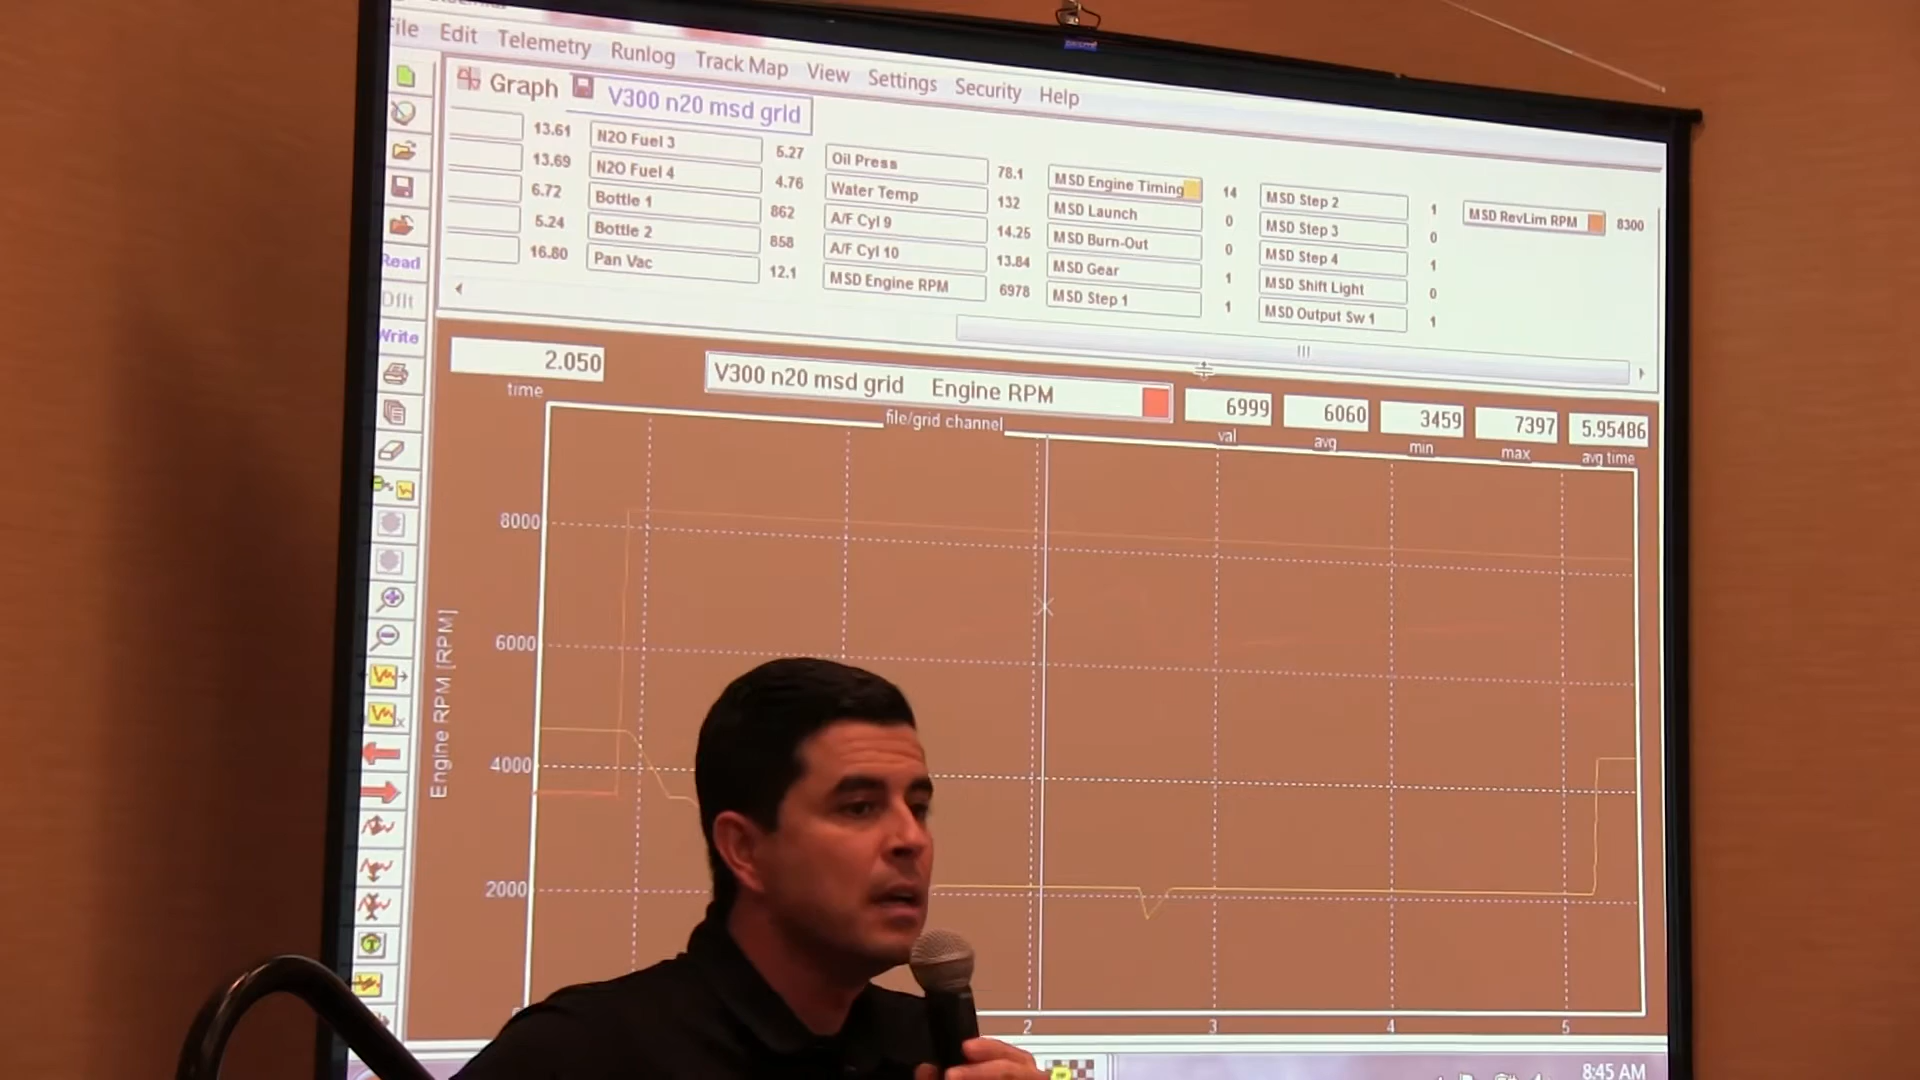 File Edit Telemetry Runlog Track Map View Settings Security Help
Graph V300 n20 msd grid
13.61
13.69
6.72
5.24
16.80
N2O Fuel 3 5.27
N2O Fuel 4 4.76
Bottle 1 862
Bottle 2 858
Pan Vac 12.1
Oil Press 78.1
Water Temp 132
A/F Cyl 9 14.25
A/F Cyl 10 13.84
MSD Engine RPM 6978
MSD Engine Timing 14
MSD Launch 0
MSD Burn-Out 0
MSD Gear 1
MSD Step 1 1
MSD Step 2 1
MSD Step 3 0
MSD Step 4 1
MSD Shift Light 0
MSD Output Sw 1 1
MSD RevLim RPM 8300
Read
Dflt
Write
2.050
time
V300 n20 msd grid Engine RPM
file/grid channel
6999 6060 3459 7397 5.95486
val avg min max avg time
Engine RPM [RPM]
8000
6000
4000
2000
2 3 4 5
8:45 AM